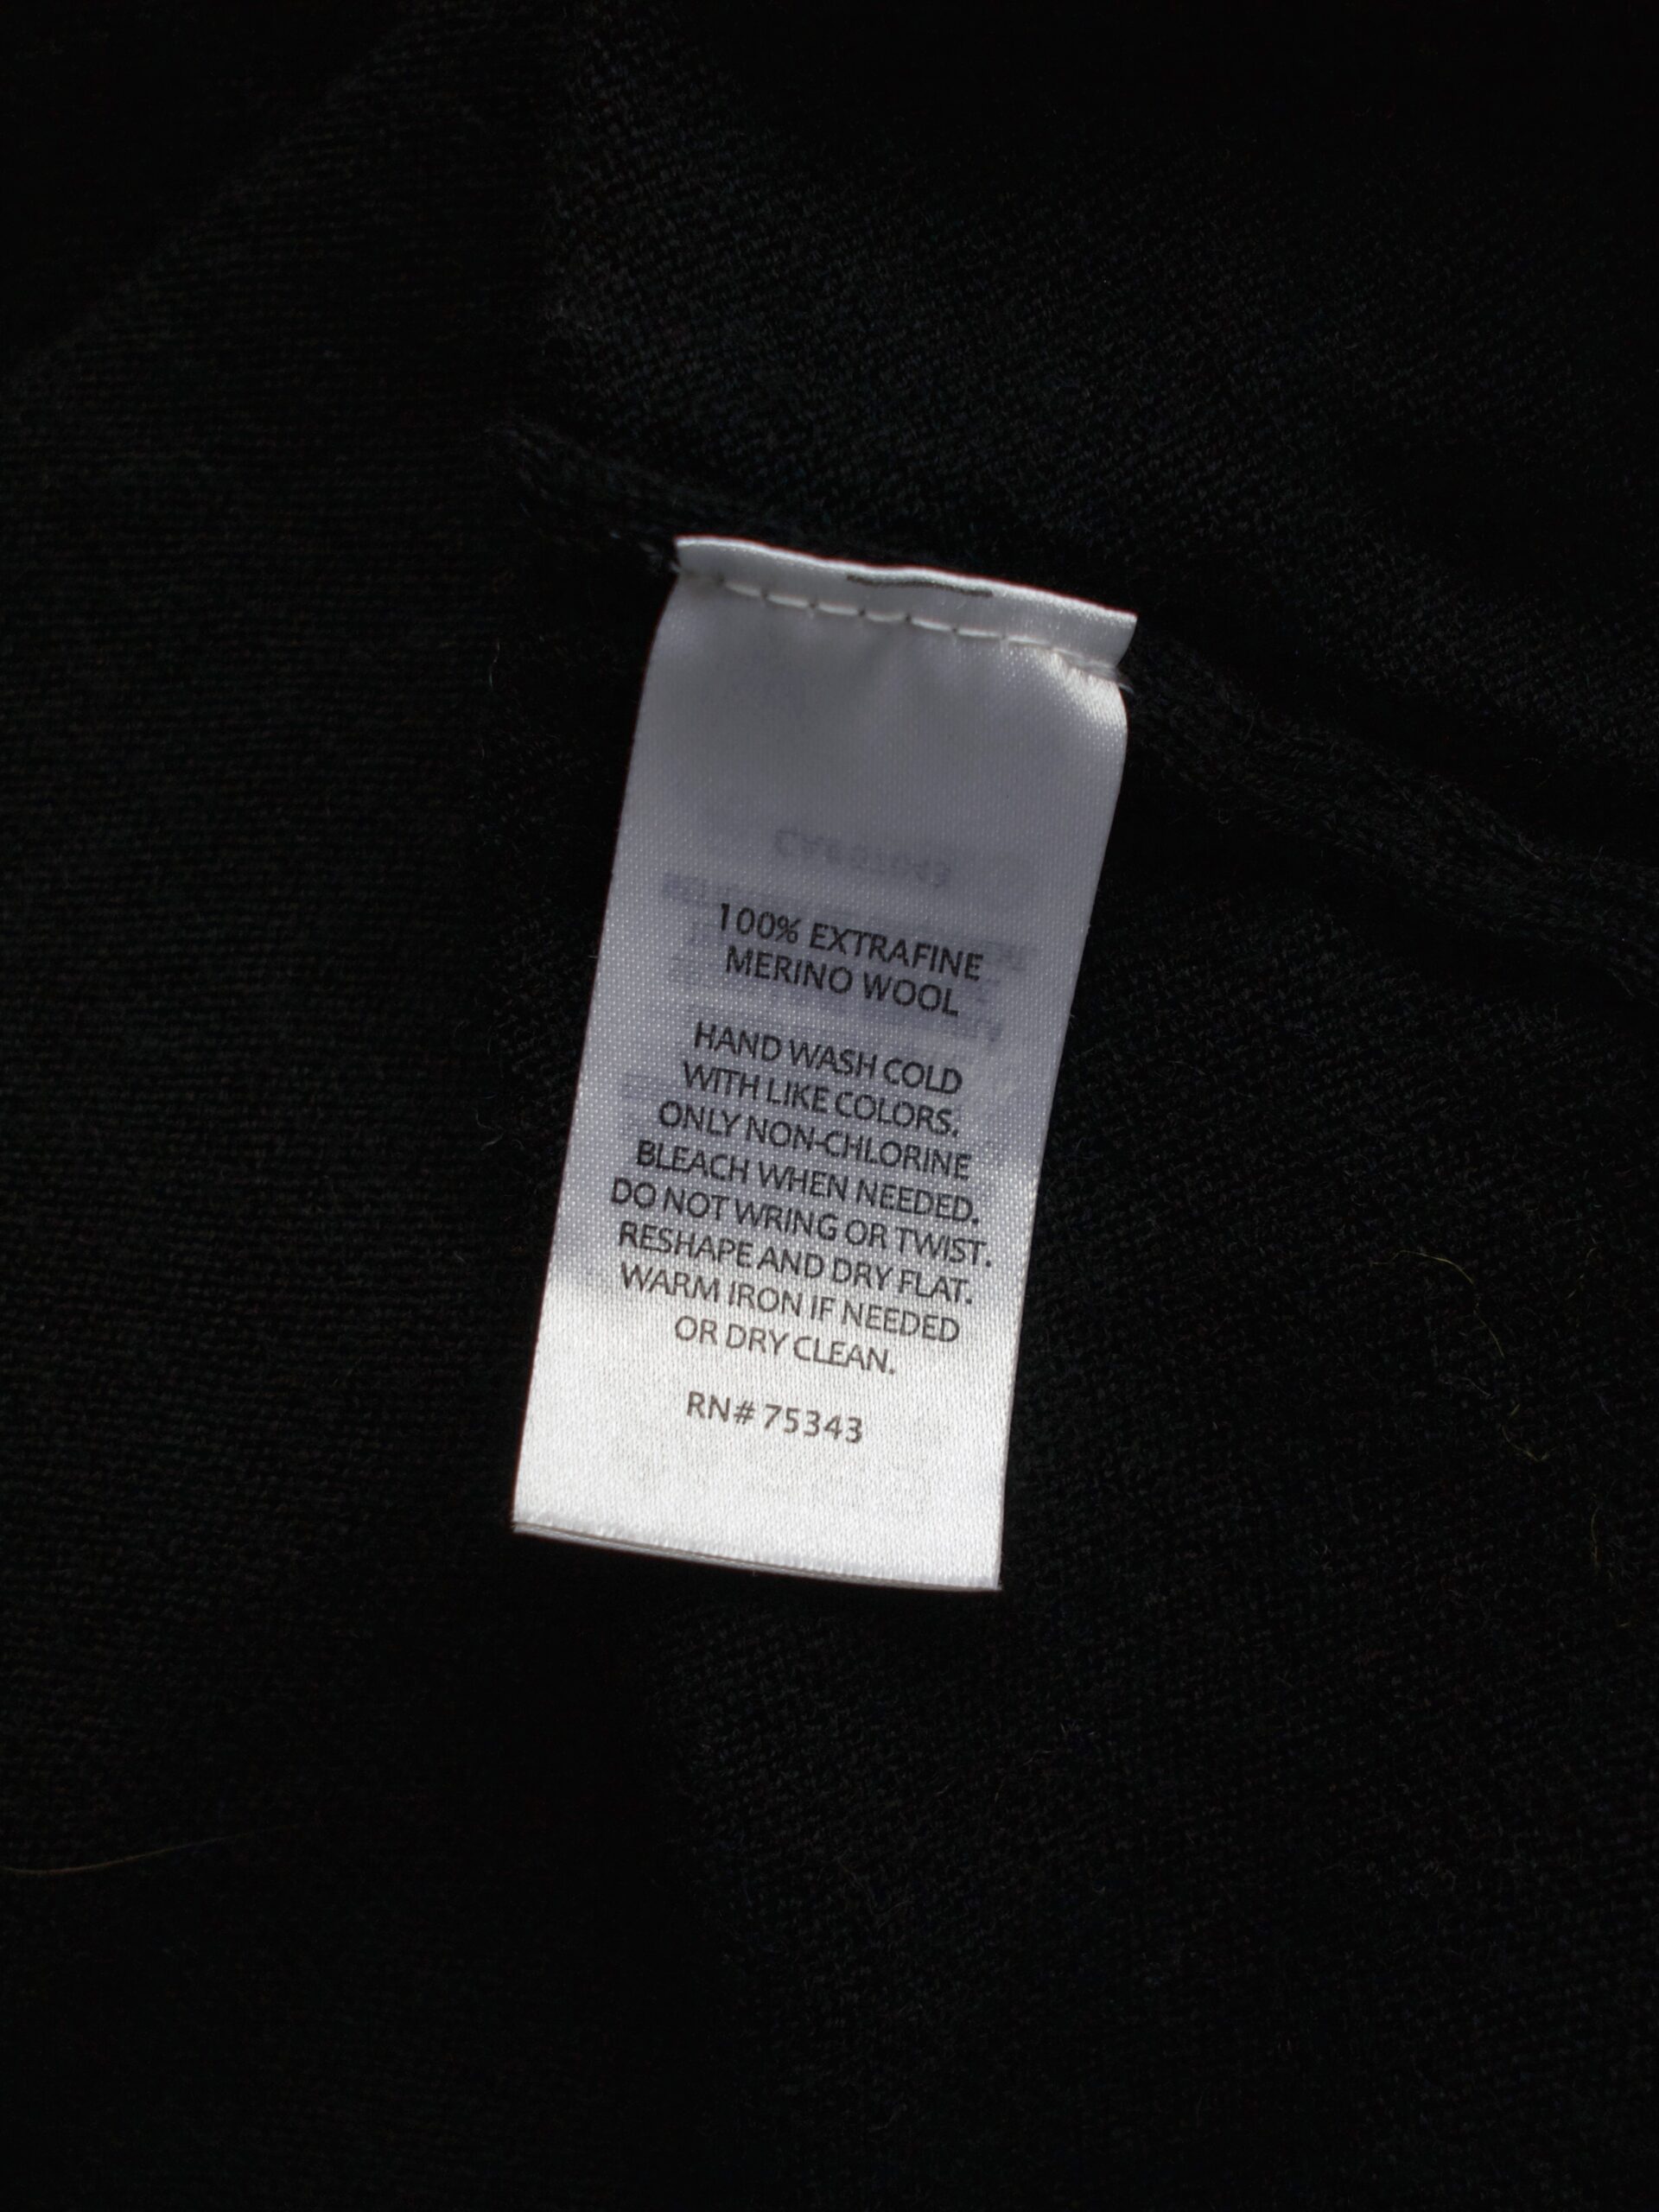 100% EXTRAFINE
MERINO WOOL
HAND WASH COLD
WITH LIKE COLORS.
ONLY NON-CHLORINE
BLEACH WHEN NEEDED.
DO NOT WRING OR TWIST.
RESHAPE AND DRY FLAT.
WARM IRON IF NEEDED
OR DRY CLEAN.
RN# 75343